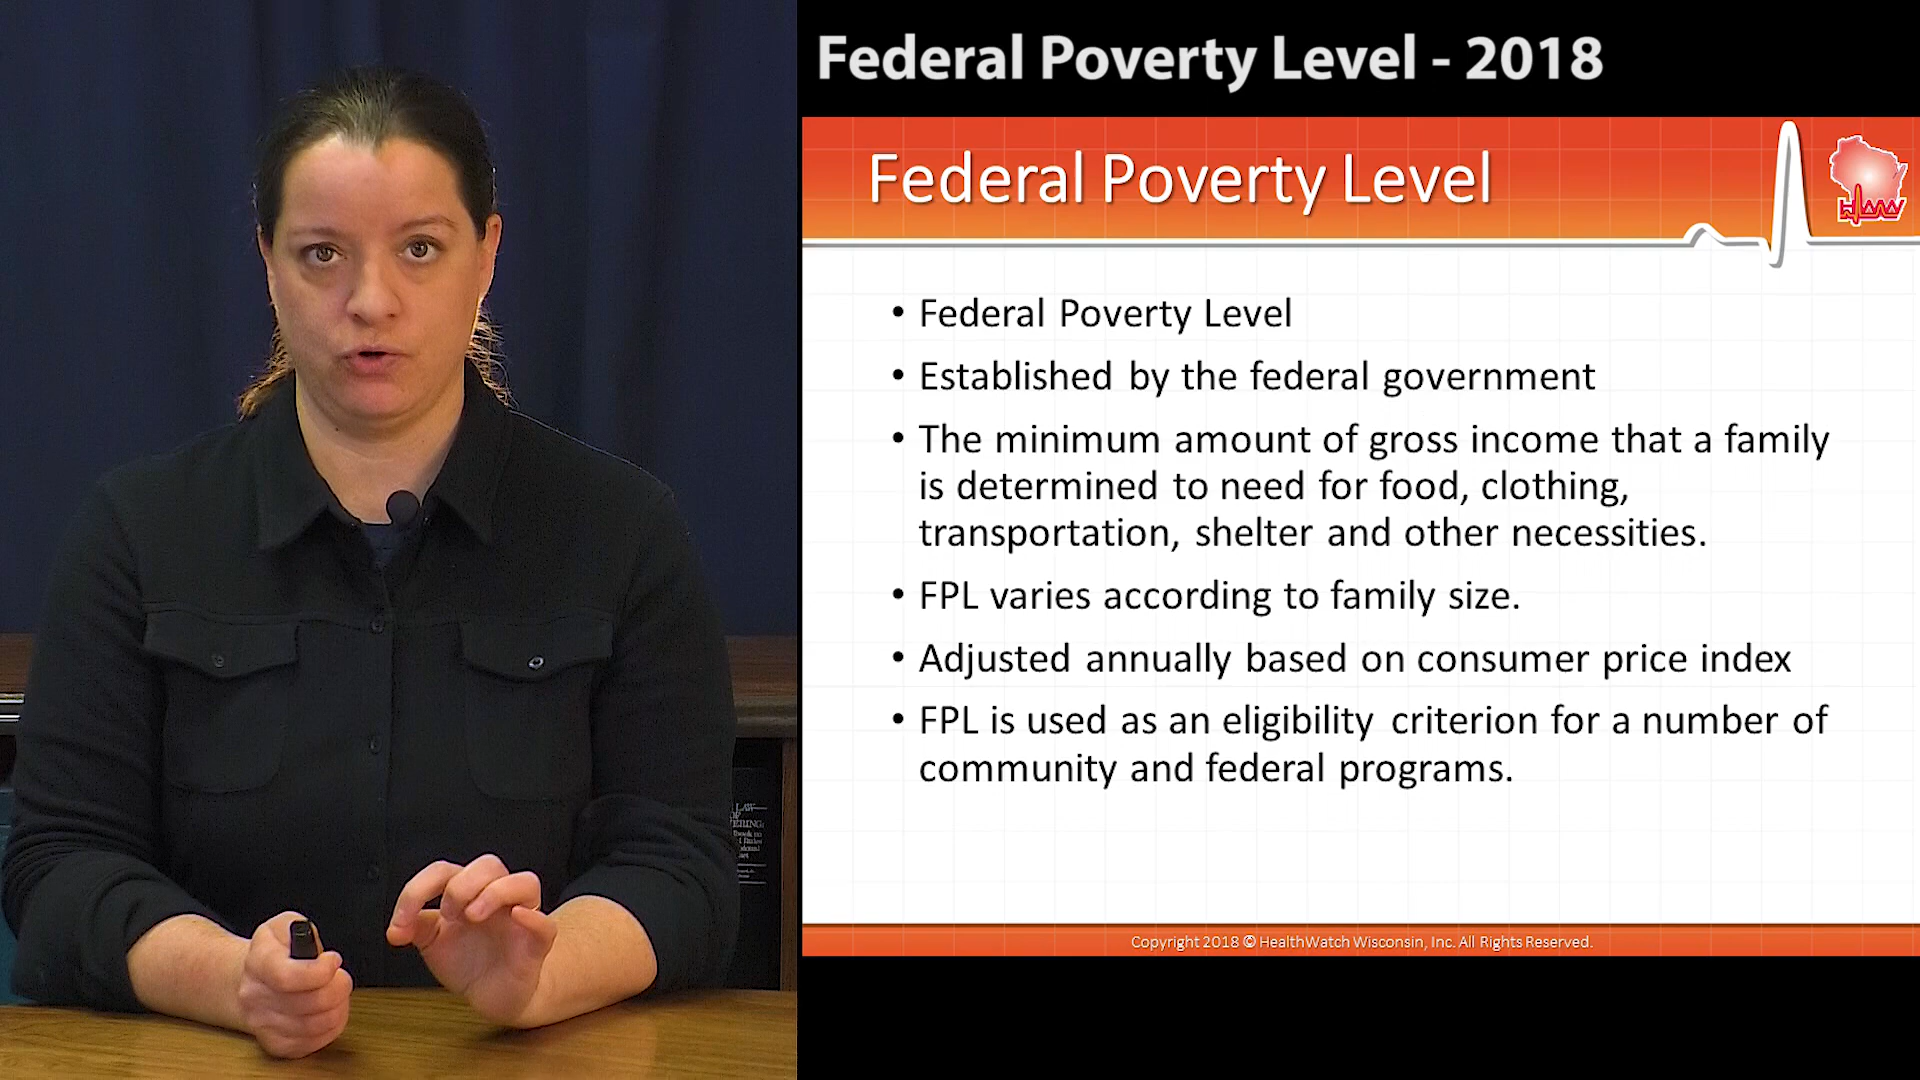 Federal Poverty Level - 2018
Federal Poverty Level
• Federal Poverty Level
• Established by the federal government
• The minimum amount of gross income that a family
is determined to need for food, clothing,
transportation, shelter and other necessities.
• FPL varies according to family size.
• Adjusted annually based on consumer price index
• FPL is used as an eligibility criterion for a number of
community and federal programs.
Copyright 2018 © HealthWatch Wisconsin, Inc. All Rights Reserved.
LAW